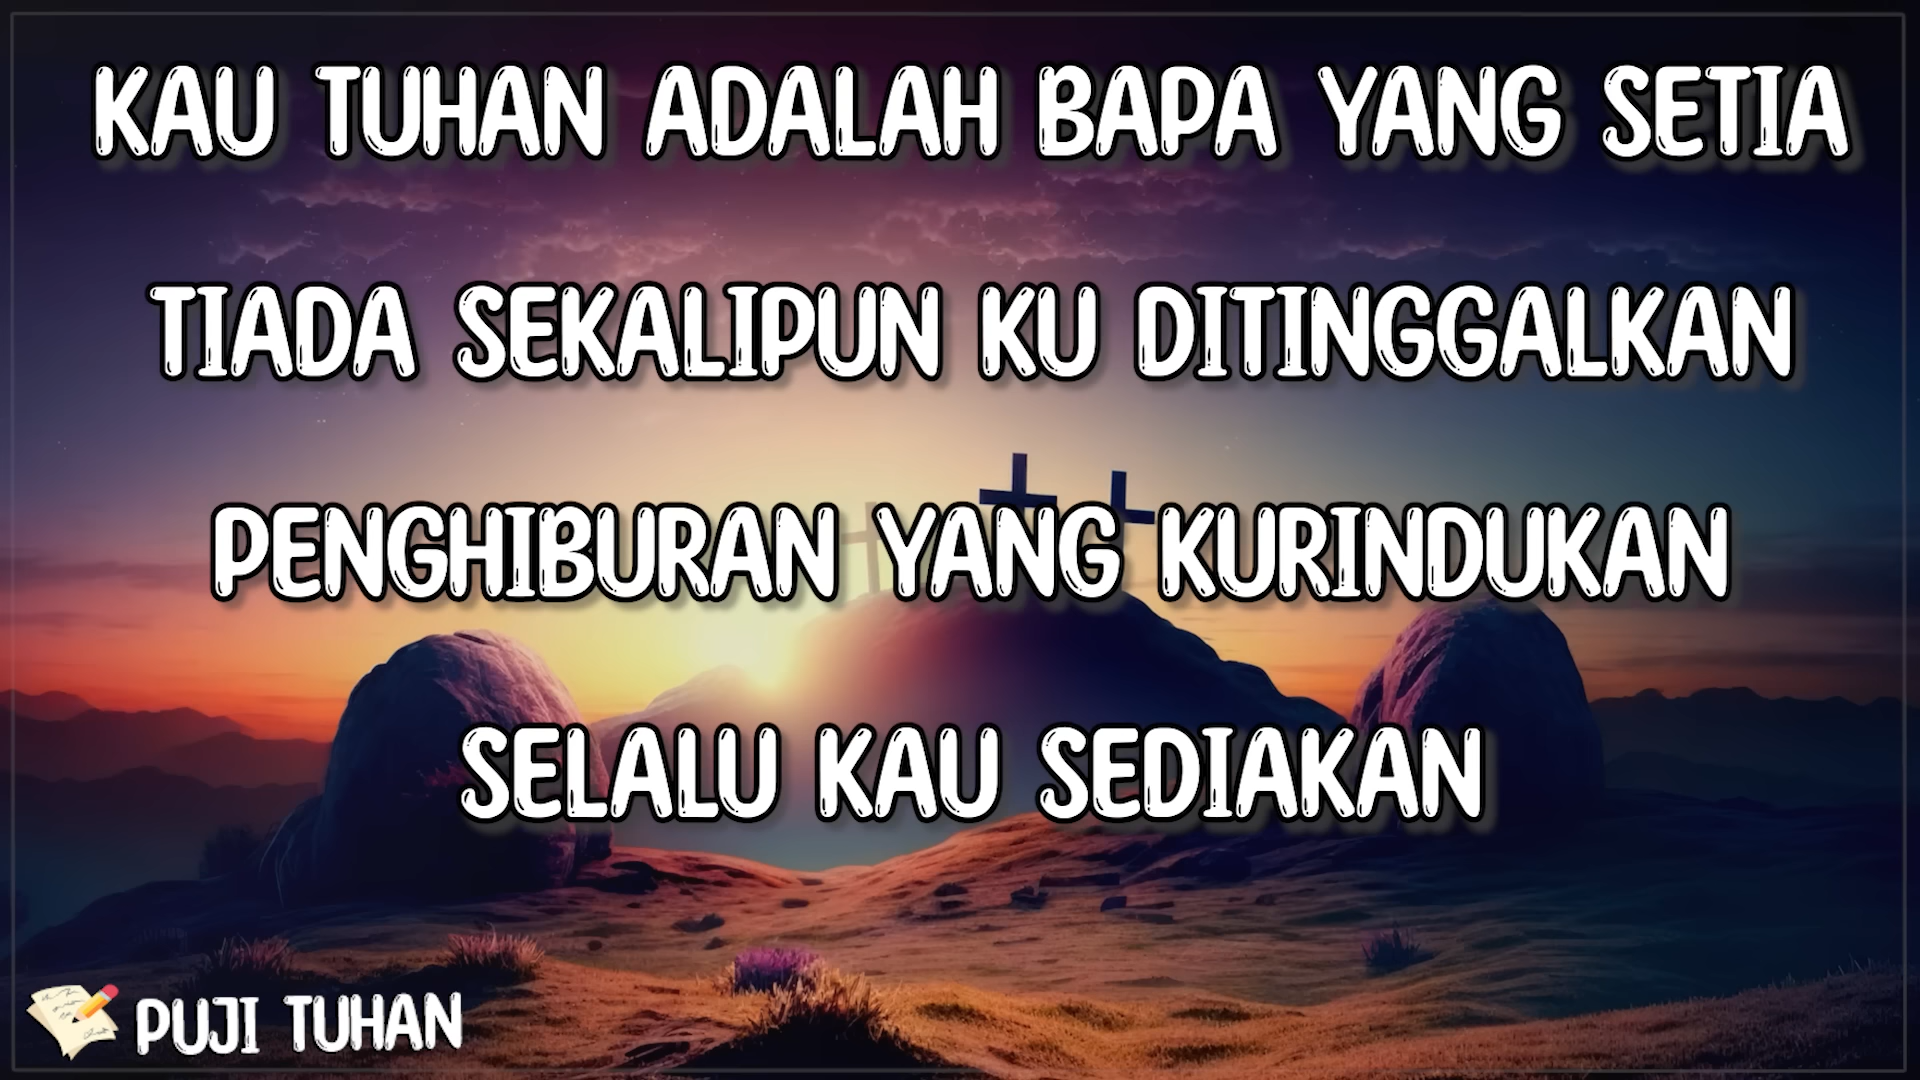 KAU TUHAN ADALAH BAPA YANG SETIA
TIADA SEKALIPUN KU DITINGGALKAN
PENGHIBURAN YANG KURINDUKAN
SELALU KAU SEDIAKAN
PUJI TUHAN